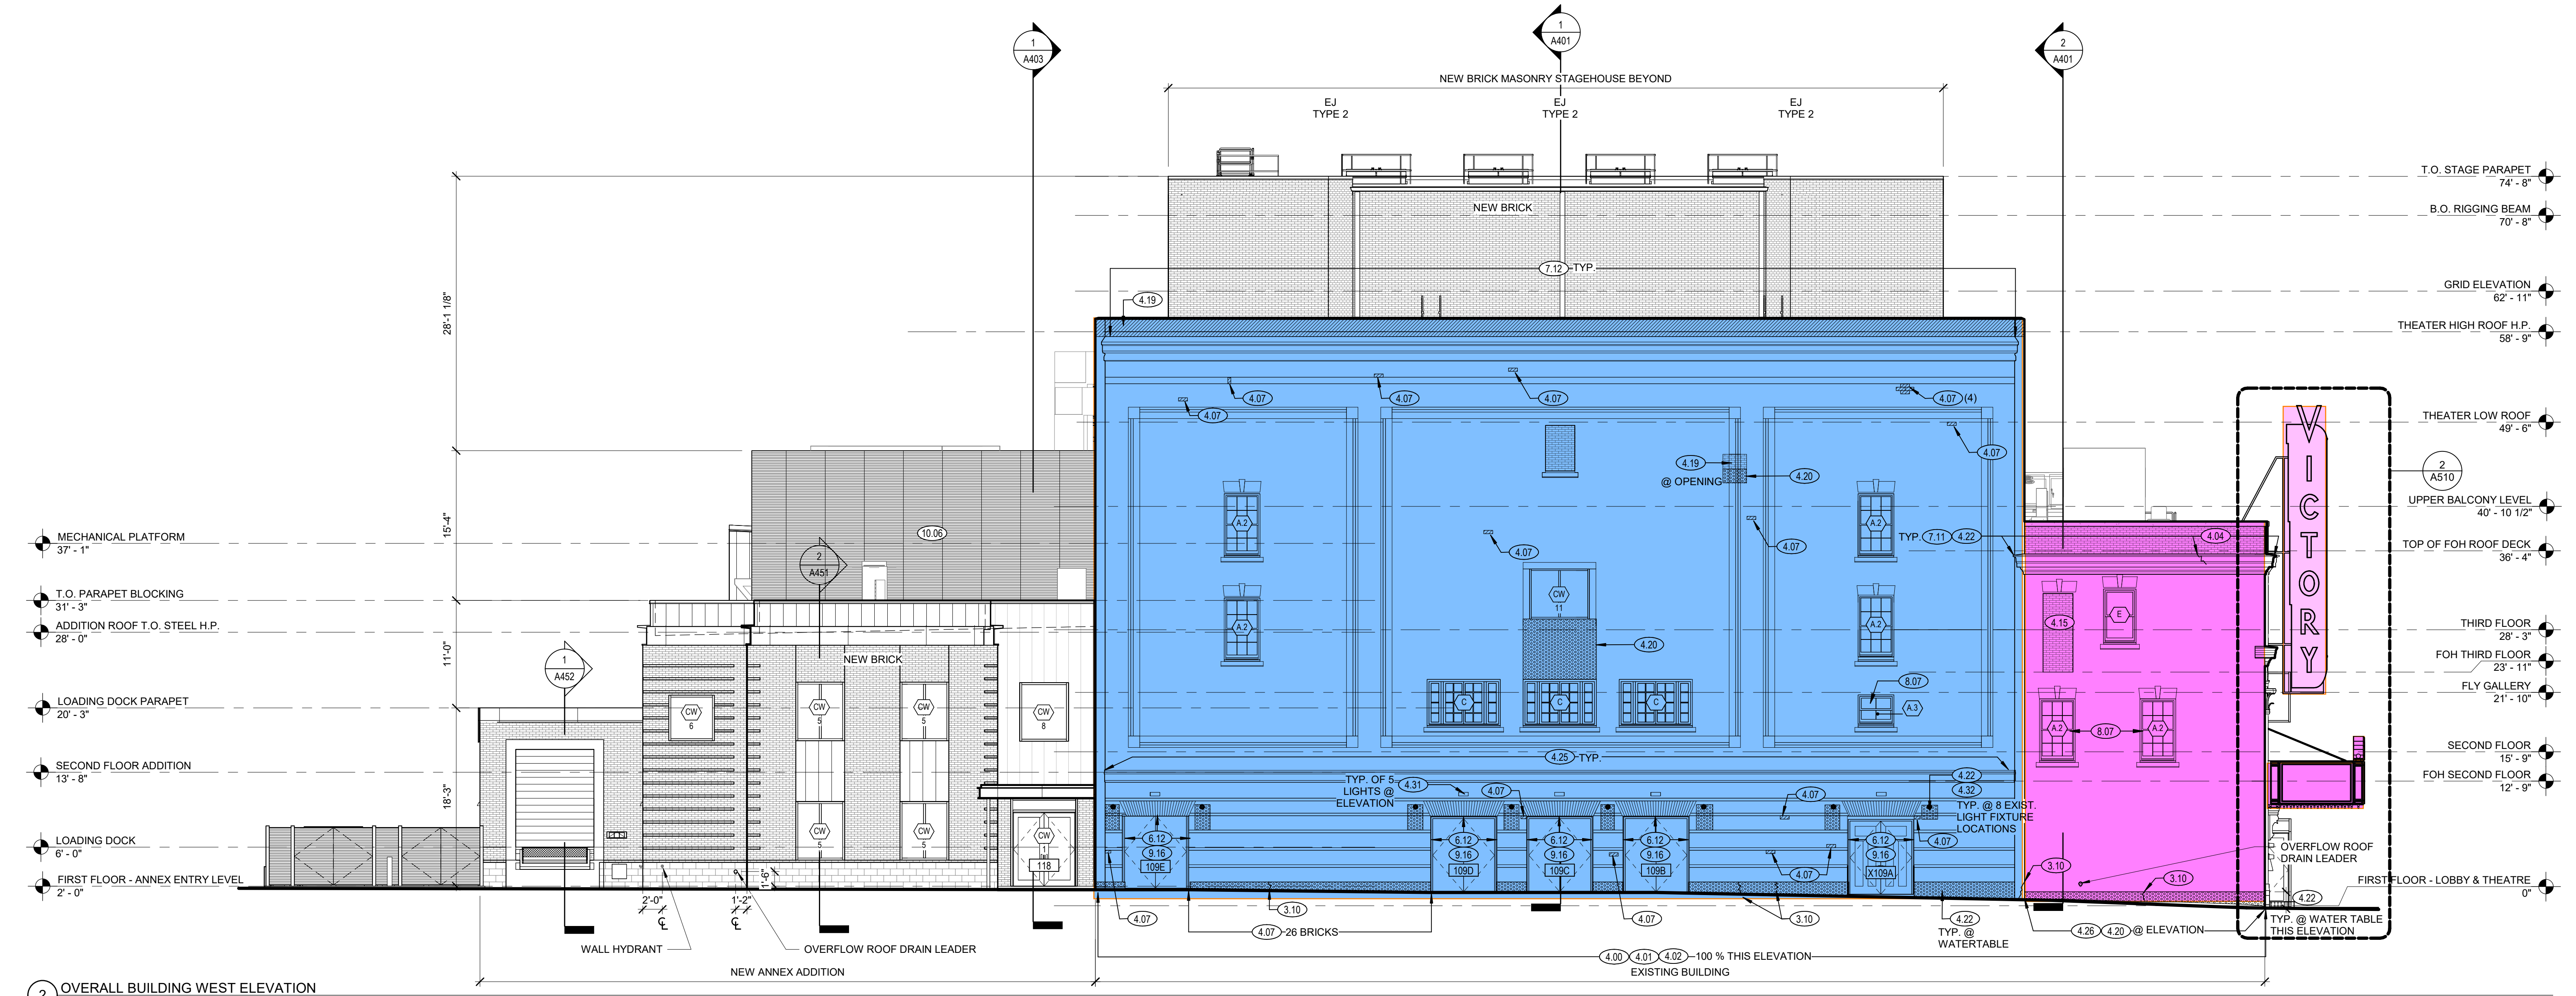 1
A403
1
A401
2
A401
NEW BRICK MASONRY STAGEHOUSE BEYOND
EJ
TYPE 2
EJ
TYPE 2
EJ
TYPE 2
NEW BRICK
T.O. STAGE PARAPET
74' - 8"
B.O. RIGGING BEAM
70' - 8"
GRID ELEVATION
62' - 11"
THEATER HIGH ROOF H.P.
58' - 9"
THEATER LOW ROOF
49' - 6"
2
A510
UPPER BALCONY LEVEL
40' - 10 1/2"
TOP OF FOH ROOF DECK
36' - 4"
THIRD FLOOR
28' - 3"
FOH THIRD FLOOR
23' - 11"
FLY GALLERY
21' - 10"
SECOND FLOOR
15' - 9"
FOH SECOND FLOOR
12' - 9"
OVERFLOW ROOF
DRAIN LEADER
FIRST FLOOR - LOBBY & THEATRE
0"
4.22
TYP. @ WATER TABLE
THIS ELEVATION
MECHANICAL PLATFORM
37' - 1"
T.O. PARAPET BLOCKING
31' - 3"
ADDITION ROOF T.O. STEEL H.P.
28' - 0"
LOADING DOCK PARAPET
20' - 3"
SECOND FLOOR ADDITION
13' - 8"
LOADING DOCK
6' - 0"
FIRST FLOOR - ANNEX ENTRY LEVEL
2' - 0"
28'-1 1/8"
15'-4"
11'-0"
18'-3"
7.12 TYP.
4.19
4.07
4.07
4.07
4.07
4.07 (4)
4.07
4.19
@ OPENING
4.20
4.07
4.07
A.2
A.2
A.2
A.2
CW
11
4.20
C
C
C
8.07
A.3
4.25 TYP.
TYP. OF 5
LIGHTS @
ELEVATION
4.31
4.07
4.07
4.22
4.32
TYP. @ 8 EXIST.
LIGHT FIXTURE
LOCATIONS
4.07
6.12
9.16
109E
6.12
9.16
109D
6.12
9.16
109C
6.12
9.16
109B
6.12
9.16
X109A
4.07
4.07
3.10
4.07 26 BRICKS
4.07
3.10
4.22
TYP. @
WATERTABLE
4.26 4.20 @ ELEVATION
4.00 4.01 4.02 100 % THIS ELEVATION
EXISTING BUILDING
TYP. 7.11 4.22
4.04
4.15
E
A.2
8.07
A.2
3.10
3.10
VICTORY
10.06
2
A451
1
A452
NEW BRICK
CW
6
CW
5
CW
5
CW
8
CW
5
CW
5
CW
1
118
2'-0"
1'-2"
1'-6"
WALL HYDRANT
OVERFLOW ROOF DRAIN LEADER
NEW ANNEX ADDITION
2
OVERALL BUILDING WEST ELEVATION